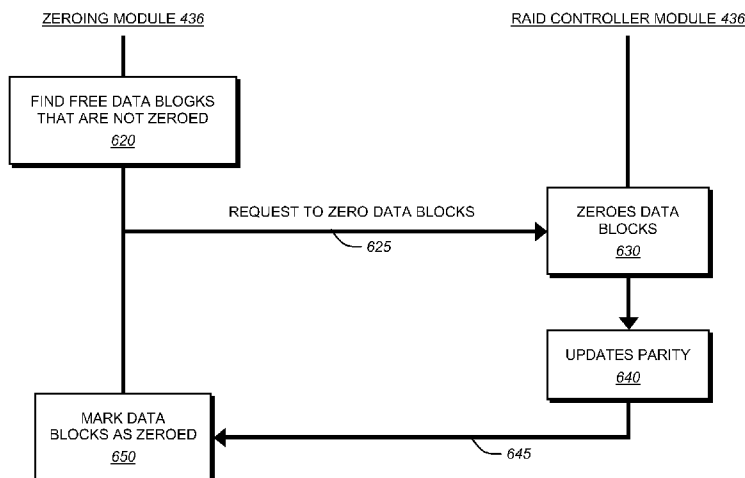 ZEROING MODULE 436
RAID CONTROLLER MODULE 436
FIND FREE DATA BLOGKS
THAT ARE NOT ZEROED
620
REQUEST TO ZERO DATA BLOCKS
625
ZEROES DATA
BLOCKS
630
UPDATES PARITY
640
MARK DATA
BLOCKS AS ZEROED
650
645